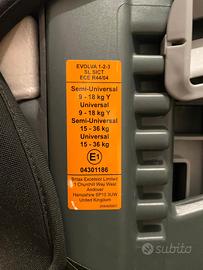 EVOLVA 1-2-3
SL SICT
ECE R44/04
Semi-Universal
9 - 18 kg Y
Universal
9 - 18 kg Y
Semi-Universal
15 - 36 kg
Universal
15 - 36 kg
E1
04301186
Britax Excelsior Limited
1 Churchill Way West
Andover
Hampshire SP10 3UW
United Kingdom
subito